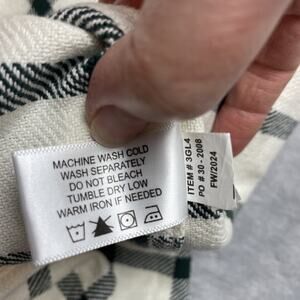 MACHINE WASH COLD
WASH SEPARATELY
DO NOT BLEACH
TUMBLE DRY LOW
WARM IRON IF NEEDED
ITEM # 3GL4
PO # 30 - 2008
FW/2024